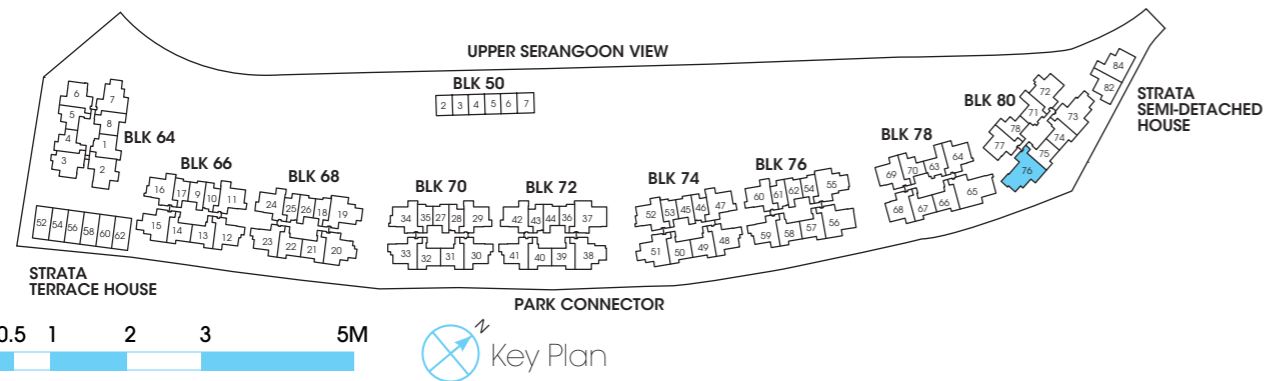 UPPER SERANGOON VIEW
BLK 50
2 3 4 5 6 7
84
82
STRATA
SEMI-DETACHED
HOUSE
BLK 80
72
71
73
74
75
78
77
76
6
7
5
8
4
1
3
2
BLK 64
BLK 66
16 17 9 10 11
15 14 13 12
BLK 68
24 25 26 18 19
23 22 21 20
BLK 70
34 35 27 28 29
33 32 31 30
BLK 72
42 43 44 36 37
41 40 39 38
BLK 74
52 53 45 46 47
51 50 49 48
BLK 76
60 61 62 54 55
59 58 57 56
BLK 78
69 70 63 64
68 67 66 65
52 54 56 58 60 62
STRATA
TERRACE HOUSE
PARK CONNECTOR
0.5 1 2 3 5M
N
Key Plan